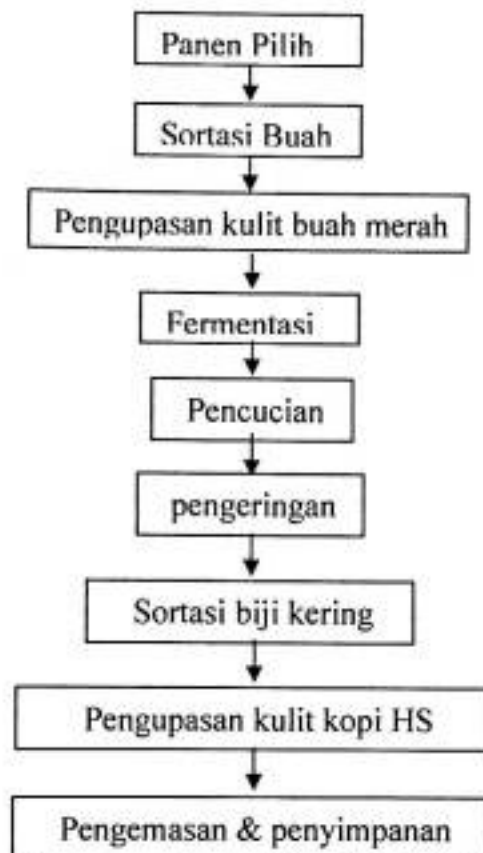 Panen Pilih
Sortasi Buah
Pengupasan kulit buah merah
Fermentasi
Pencucian
pengeringan
Sortasi biji kering
Pengupasan kulit kopi HS
Pengemasan & penyimpanan